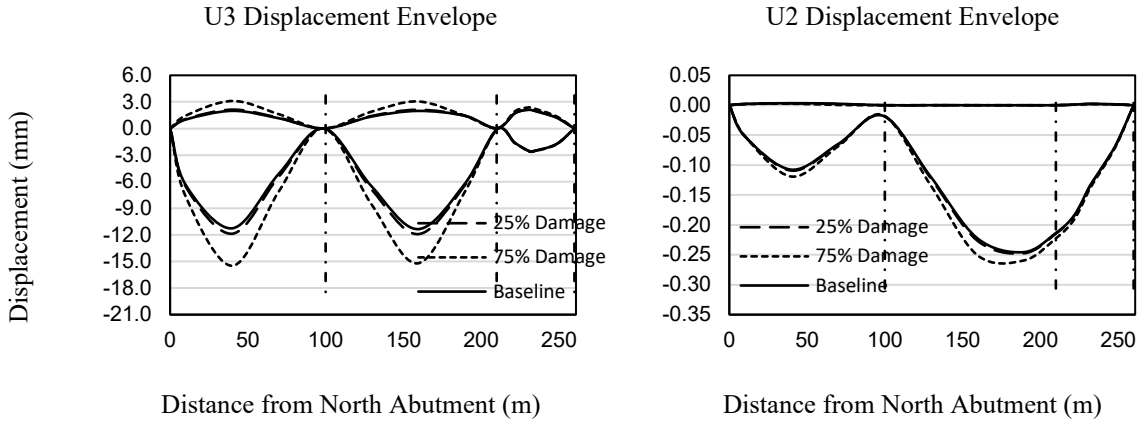 U3 Displacement Envelope
U2 Displacement Envelope
Displacement (mm)
6.0
3.0
0.0
-3.0
-6.0
-9.0
-12.0
-15.0
-18.0
-21.0
25% Damage
75% Damage
Baseline
0 50 100 150 200 250
Distance from North Abutment (m)
0.05
0.00
-0.05
-0.10
-0.15
-0.20
-0.25
-0.30
-0.35
25% Damage
75% Damage
Baseline
0 50 100 150 200 250
Distance from North Abutment (m)